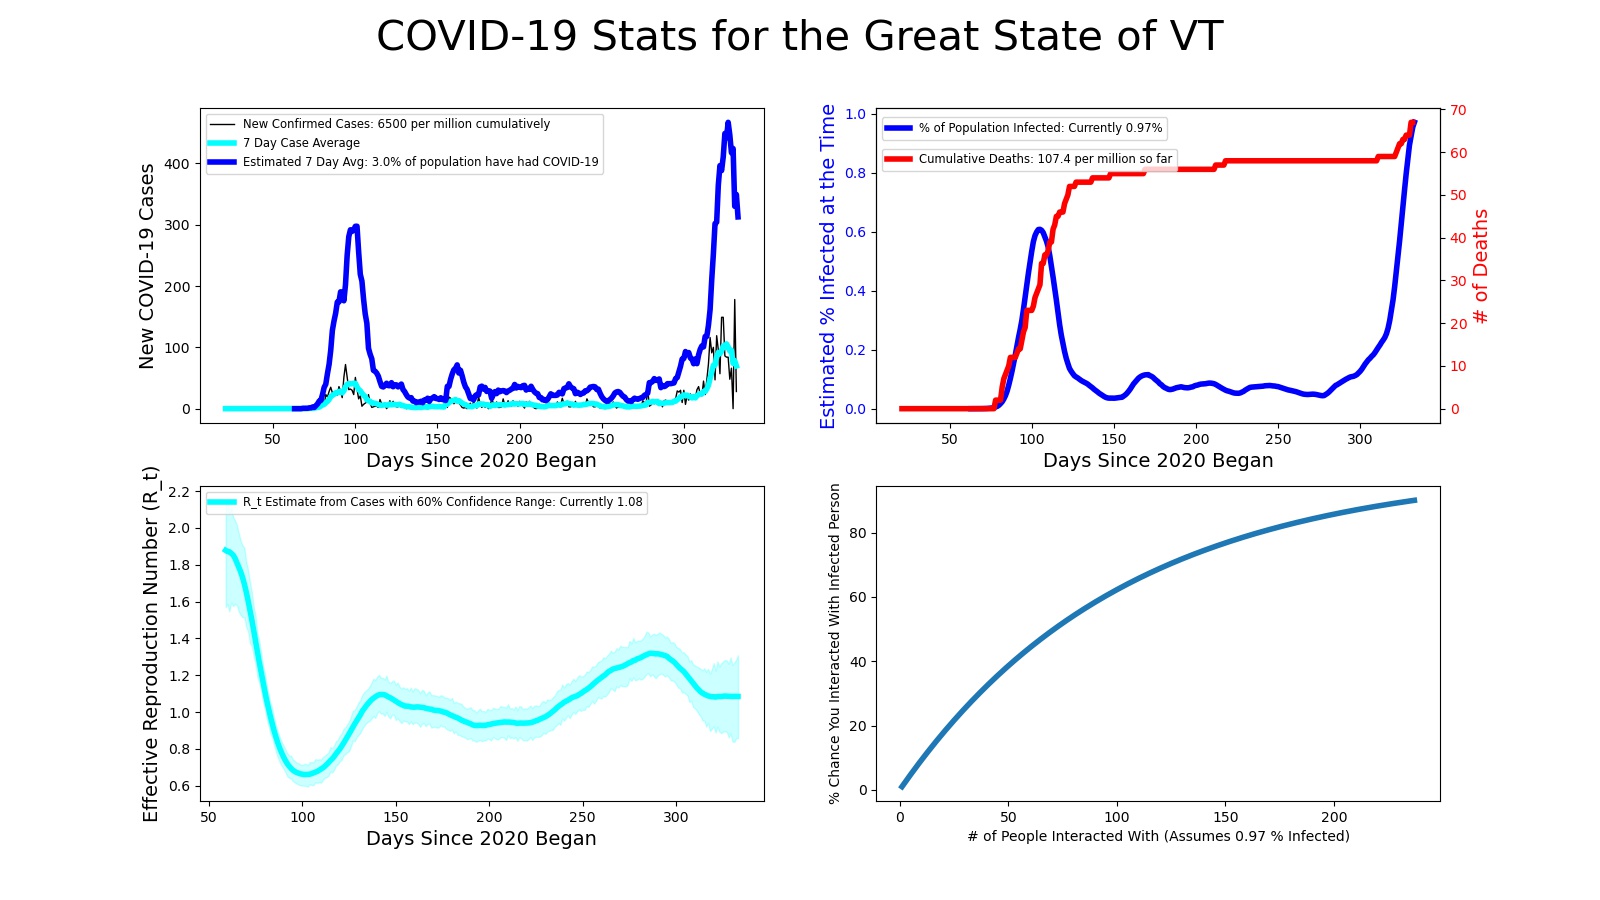 COVID-19 Stats for the Great State of VT
New COVID-19 Cases
400
300
200
100
0
New Confirmed Cases: 6500 per million cumulatively
7 Day Case Average
Estimated 7 Day Avg: 3.0% of population have had COVID-19
50 100 150 200 250 300
Days Since 2020 Began
Estimated % Infected at the Time
1.0
0.8
0.6
0.4
0.2
0.0
% of Population Infected: Currently 0.97%
Cumulative Deaths: 107.4 per million so far
70
60
50
40
30
20
10
0
# of Deaths
50 100 150 200 250 300
Days Since 2020 Began
Effective Reproduction Number (R_t)
2.2
2.0
1.8
1.6
1.4
1.2
1.0
0.8
0.6
R_t Estimate from Cases with 60% Confidence Range: Currently 1.08
50 100 150 200 250 300
Days Since 2020 Began
% Chance You Interacted With Infected Person
80
60
40
20
0
0 50 100 150 200
# of People Interacted With (Assumes 0.97 % Infected)